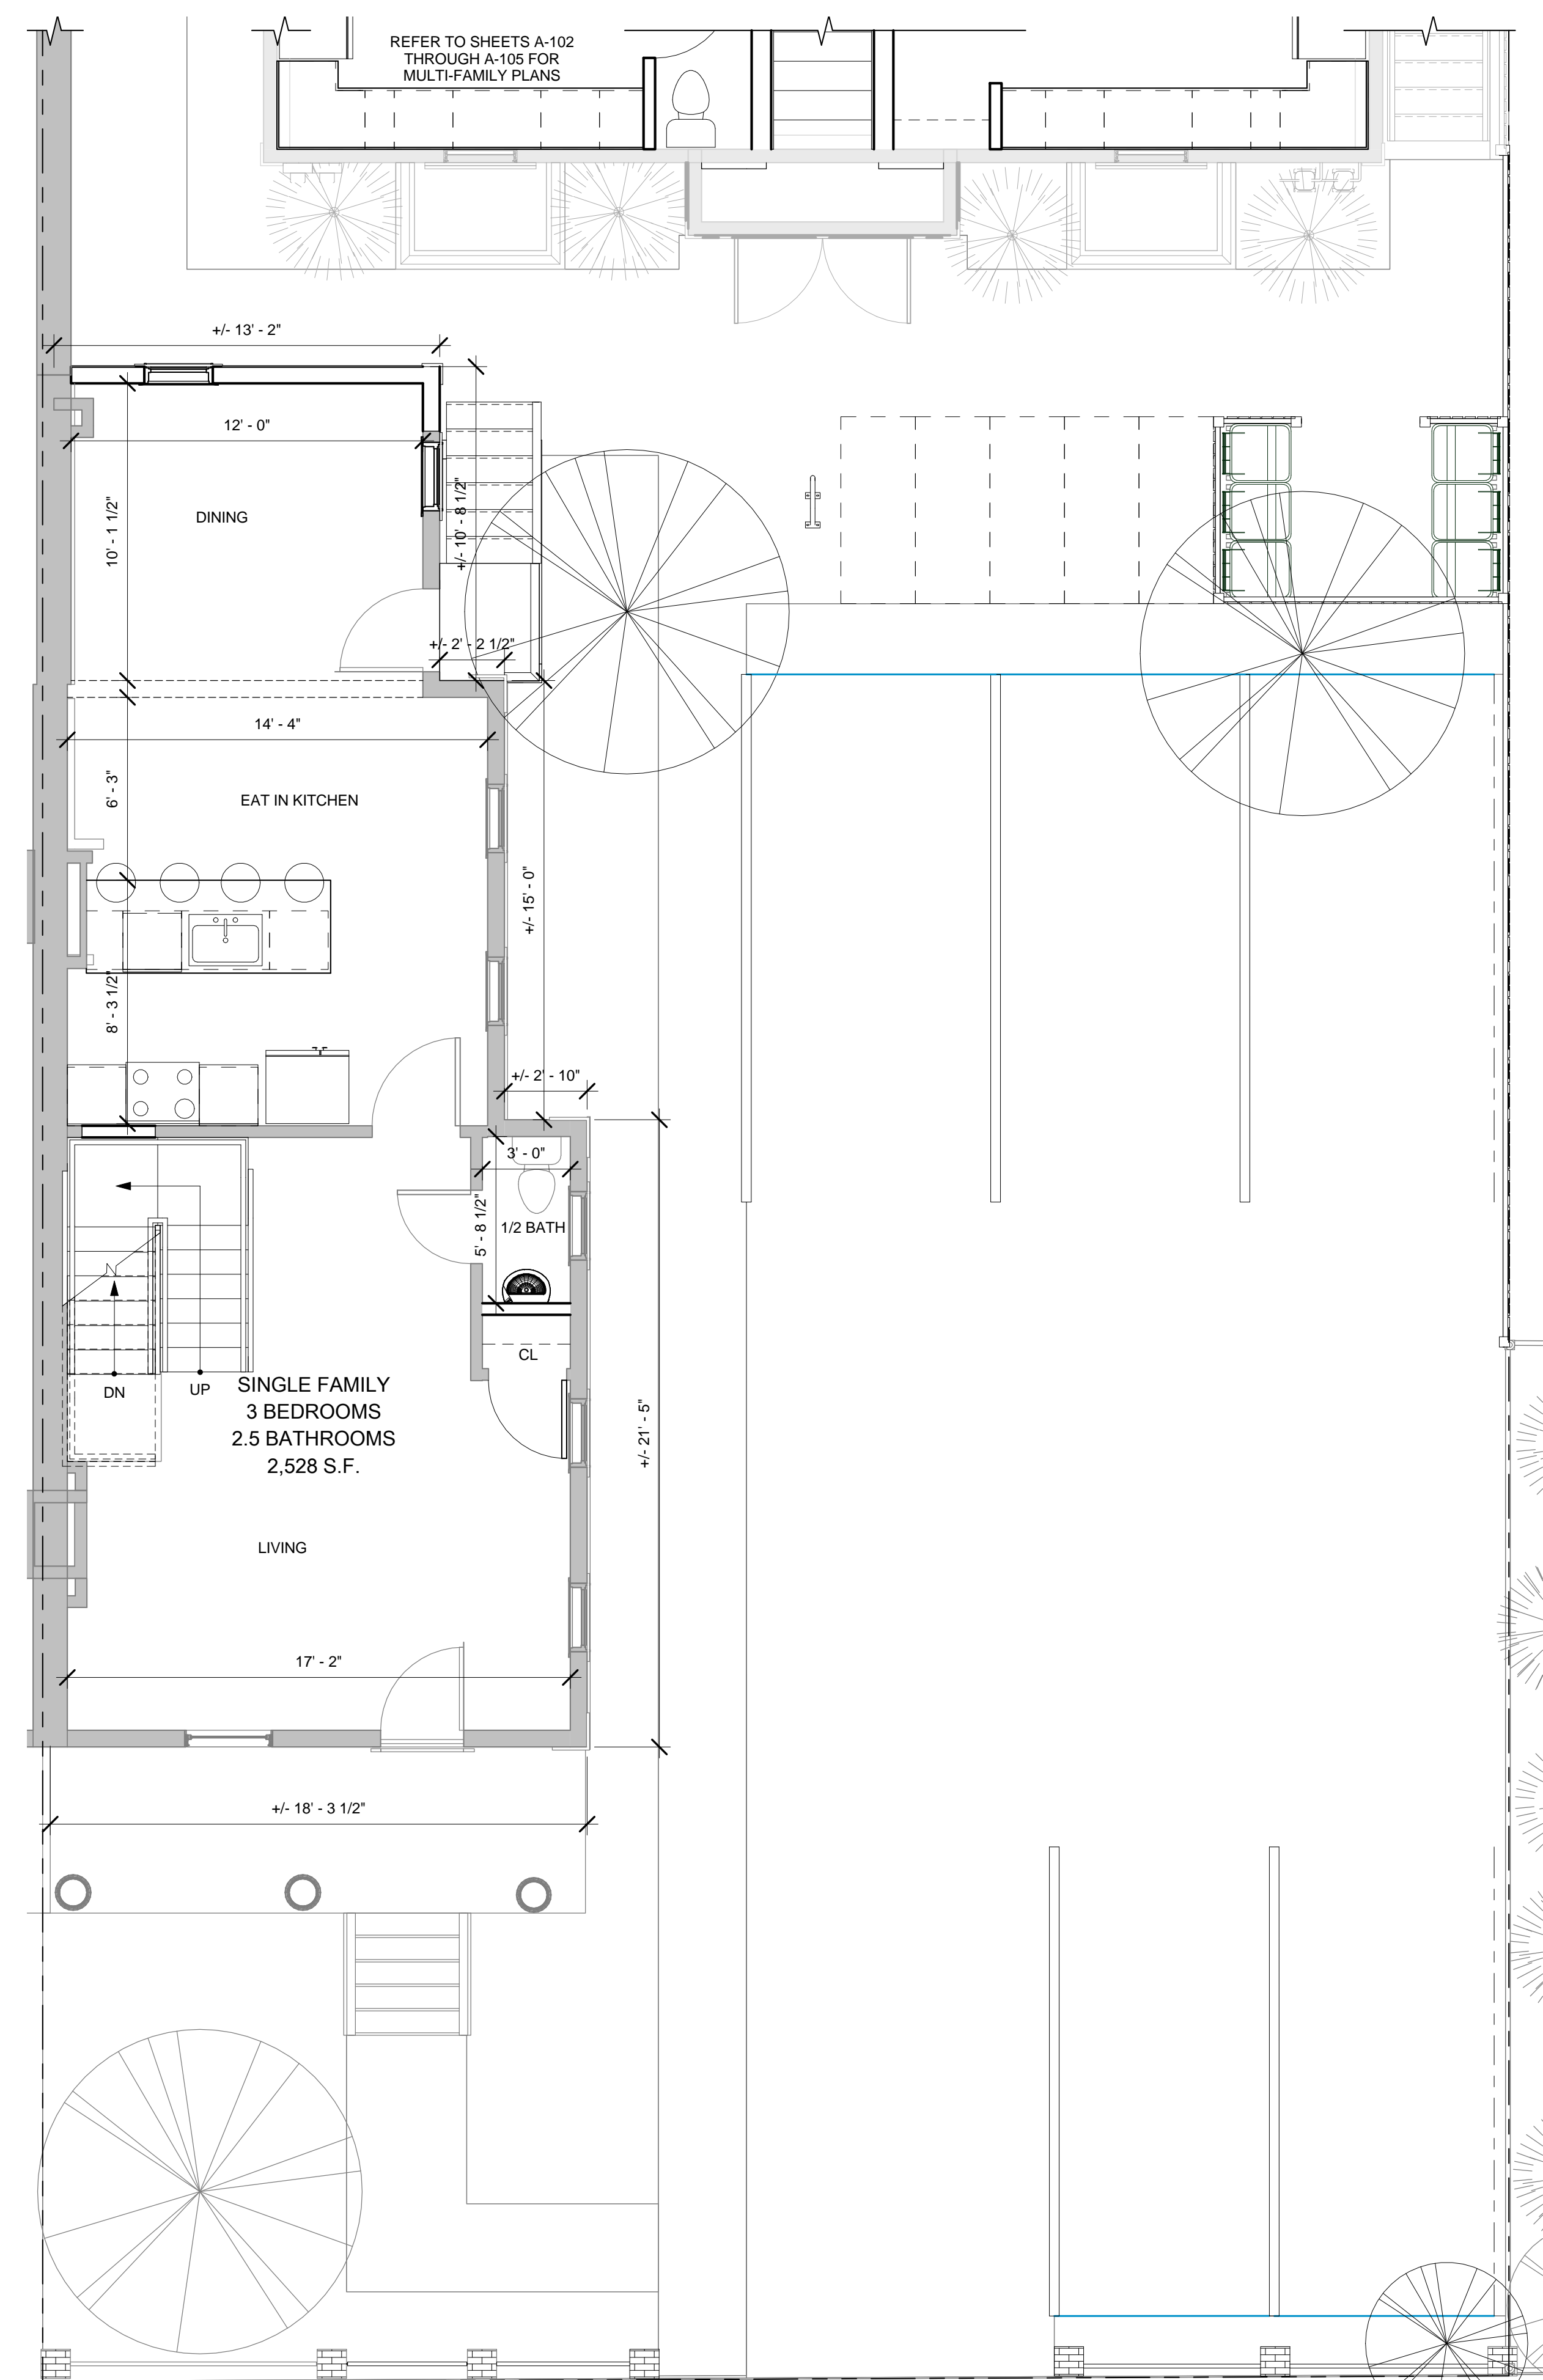 REFER TO SHEETS A-102
THROUGH A-105 FOR
MULTI-FAMILY PLANS
+/- 13' - 2"
12' - 0"
DINING
10' - 1 1/2"
+/- 10' - 8 1/2"
+/- 2' - 2 1/2"
14' - 4"
6' - 3"
EAT IN KITCHEN
+/- 15' - 0"
8' - 3 1/2"
+/- 2' - 10"
3' - 0"
5' - 8 1/2"
1/2 BATH
CL
DN
UP
SINGLE FAMILY
3 BEDROOMS
2.5 BATHROOMS
2,528 S.F.
+/- 21' - 5"
LIVING
17' - 2"
+/- 18' - 3 1/2"